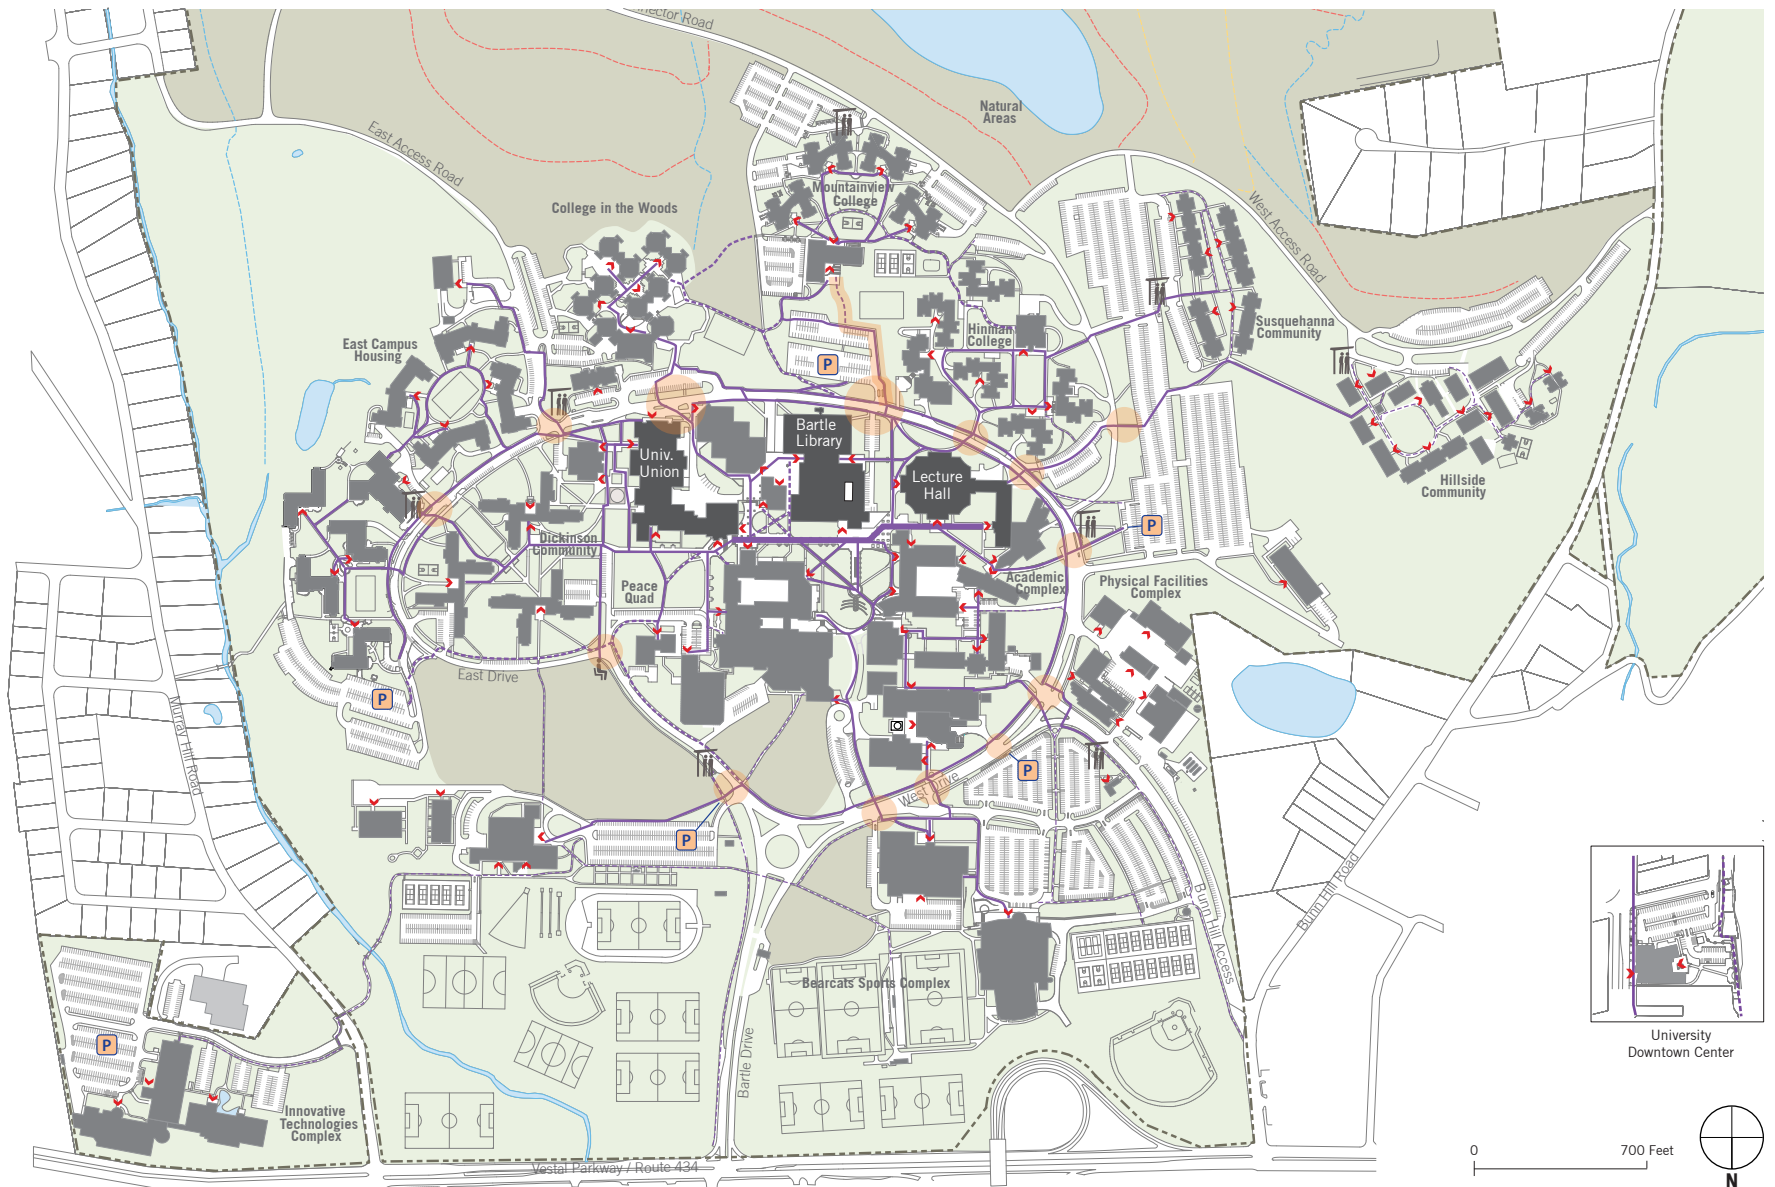 nnector Road
Natural
Areas
East Access Road
Mountainview
College
College in the Woods
West Access Road
East Campus
Housing
Hinman
College
Susquehanna
Community
P
Bartle
Library
Univ.
Union
Lecture
Hall
Hillside
Community
P
Dickinson
Community
Peace
Quad
Academic
Complex
Physical Facilities
Complex
East Drive
P
Murray Hill Road
P
West Drive
P
Bunn Hill Road
Bunn Hill Access
Bearcats Sports Complex
University
Downtown Center
P
Bartle Drive
Innovative
Technologies
Complex
Vestal Parkway / Route 434
0
700 Feet
N